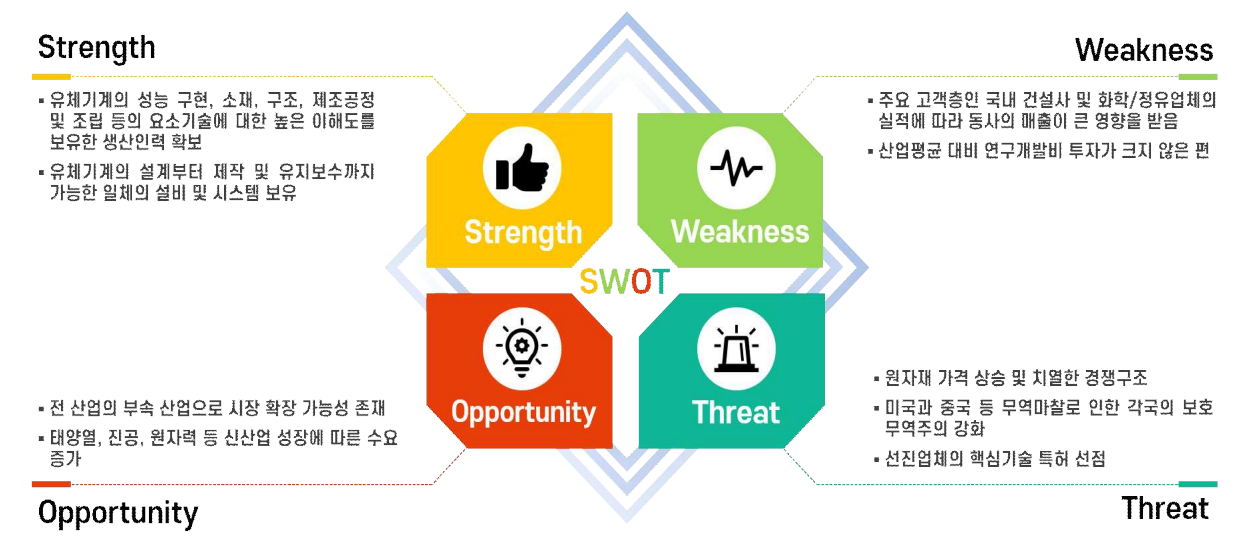 Strength
▪ 유체기계의 성능 구현, 소재, 구조, 제조공정
및 조립 등의 요소기술에 대한 높은 이해도를
보유한 생산인력 확보
▪ 유체기계의 설계부터 제작 및 유지보수까지
가능한 일체의 설비 및 시스템 보유
Weakness
▪ 주요 고객층인 국내 건설사 및 화학/정유업체의
실적에 따라 동사의 매출이 큰 영향을 받음
▪ 산업평균 대비 연구개발비 투자가 크지 않은 편
Strength
Weakness
SWOT
Opportunity
Threat
▪ 전 산업의 부속 산업으로 시장 확장 가능성 존재
▪ 태양열, 진공, 원자력 등 신산업 성장에 따른 수요
증가
Opportunity
▪ 원자재 가격 상승 및 치열한 경쟁구조
▪ 미국과 중국 등 무역마찰로 인한 각국의 보호
무역주의 강화
▪ 선진업체의 핵심기술 특허 선점
Threat